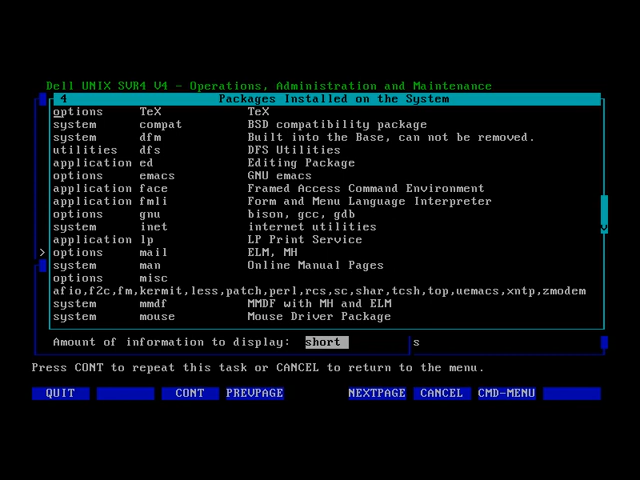 Dell UNIX SVR4 V4 - Operations, Administration and Maintenance
4 Packages Installed on the System
options TeX TeX
system compat BSD compatibility package
system dfm Built into the Base, can not be removed.
utilities dfs DFS Utilities
application ed Editing Package
options emacs GNU emacs
application face Framed Access Command Environment
application fmli Form and Menu Language Interpreter
options gnu bison, gcc, gdb
system inet internet utilities
application lp LP Print Service
> options mail ELM, MH
system man Online Manual Pages
options misc
afio,f2c,fm,kermit,less,patch,perl,rcs,sc,shar,tcsh,top,uemacs,xntp,zmodem
system mmdf MMDF with MH and ELM
system mouse Mouse Driver Package
v
Amount of information to display: short s
Press CONT to repeat this task or CANCEL to return to the menu.
QUIT CONT PREVPAGE NEXTPAGE CANCEL CMD-MENU